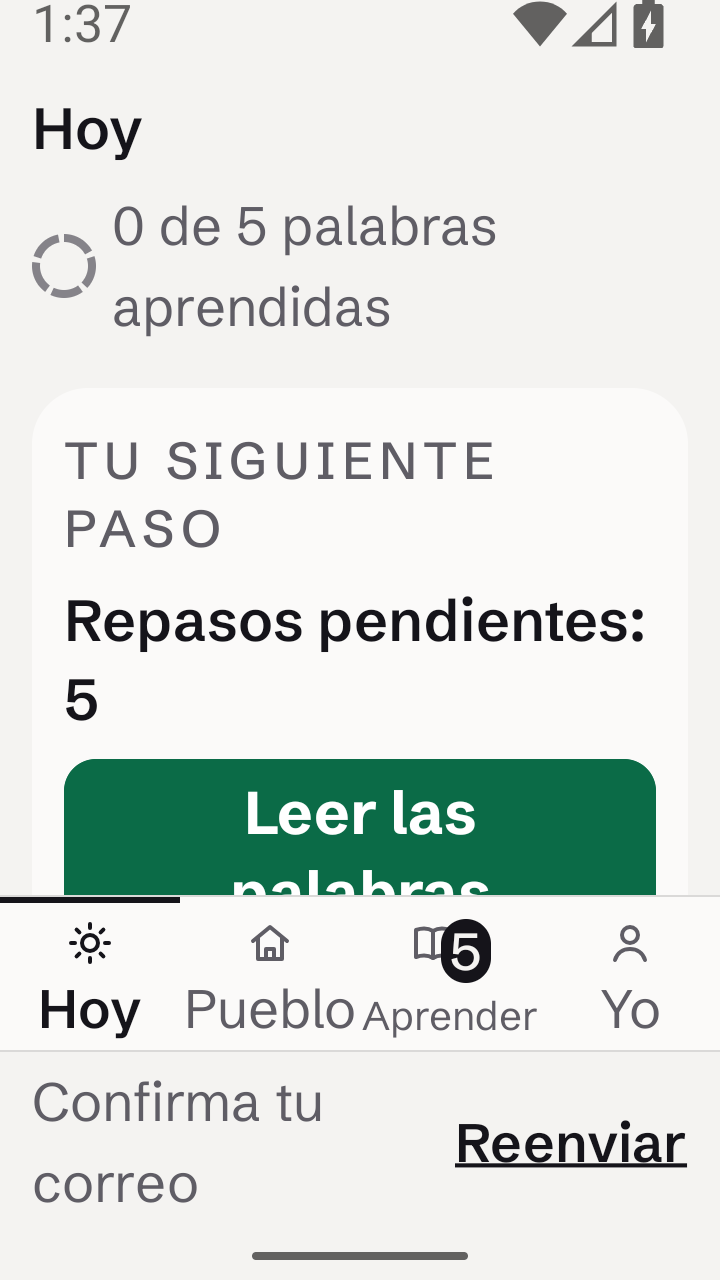 1:37
Hoy
0 de 5 palabras
aprendidas
TU SIGUIENTE
PASO
Repasos pendientes:
5
Leer las
palabras
5
Hoy
Pueblo
Aprender
Yo
Confirma tu
correo
Reenviar